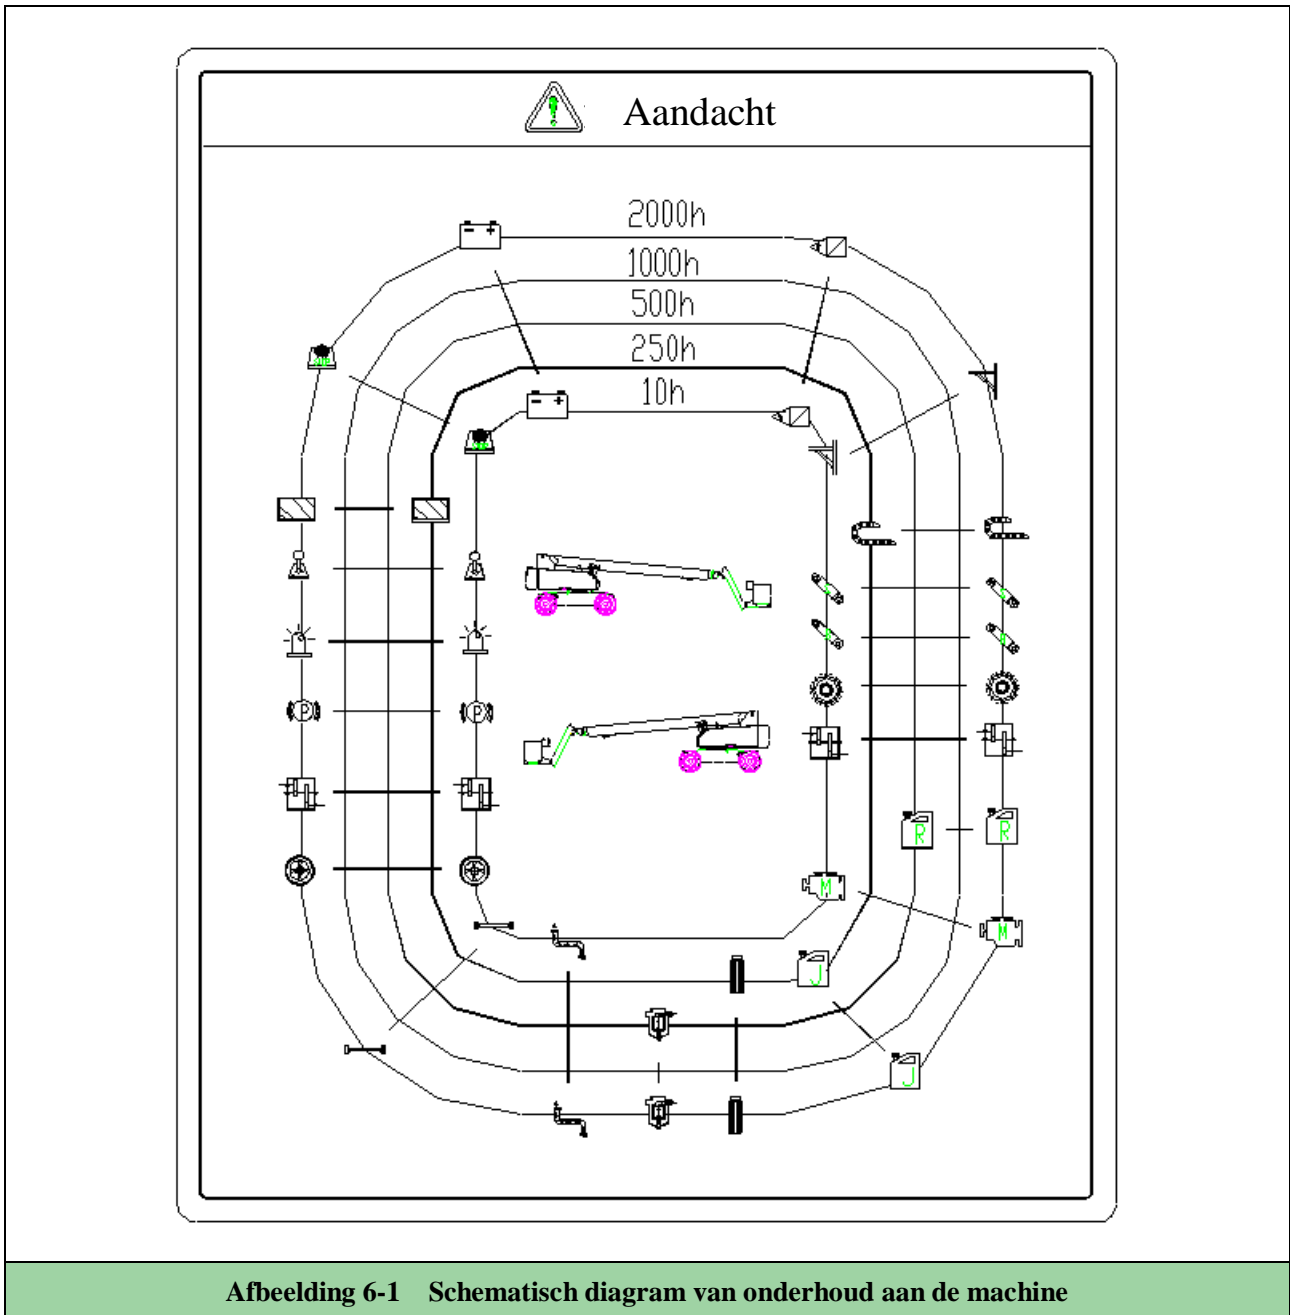 Aandacht
2000h
1000h
500h
250h
10h
P P
R R
M
M
J
J
Afbeelding 6-1 Schematisch diagram van onderhoud aan de machine